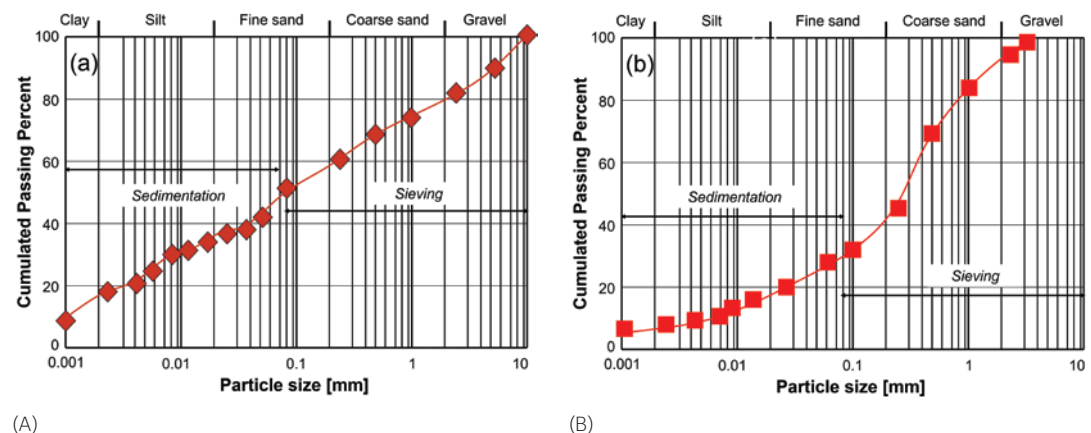 Clay Silt Fine sand Coarse sand Gravel
(a)
Cumulated Passing Percent
100
80
60
40
20
0
Sedimentation
Sieving
0.001 0.01 0.1 1 10
Particle size [mm]
(A)
Clay Silt Fine sand Coarse sand Gravel
(b)
Cumulated Passing Percent
100
80
60
40
20
0
Sedimentation
Sieving
0.001 0.01 0.1 1 10
Particle size [mm]
(B)